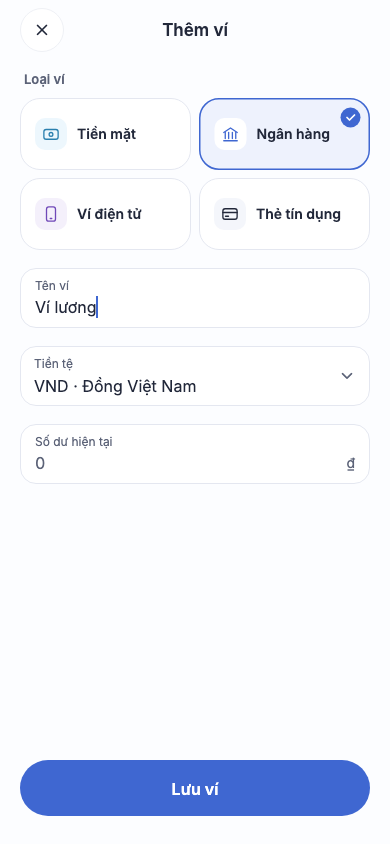 Thêm ví
Loại ví
Tiền mặt
Ngân hàng
Ví điện tử
Thẻ tín dụng
Tên ví
Ví lương
Tiền tệ
VND · Đồng Việt Nam
Số dư hiện tại
0 ₫
Lưu ví